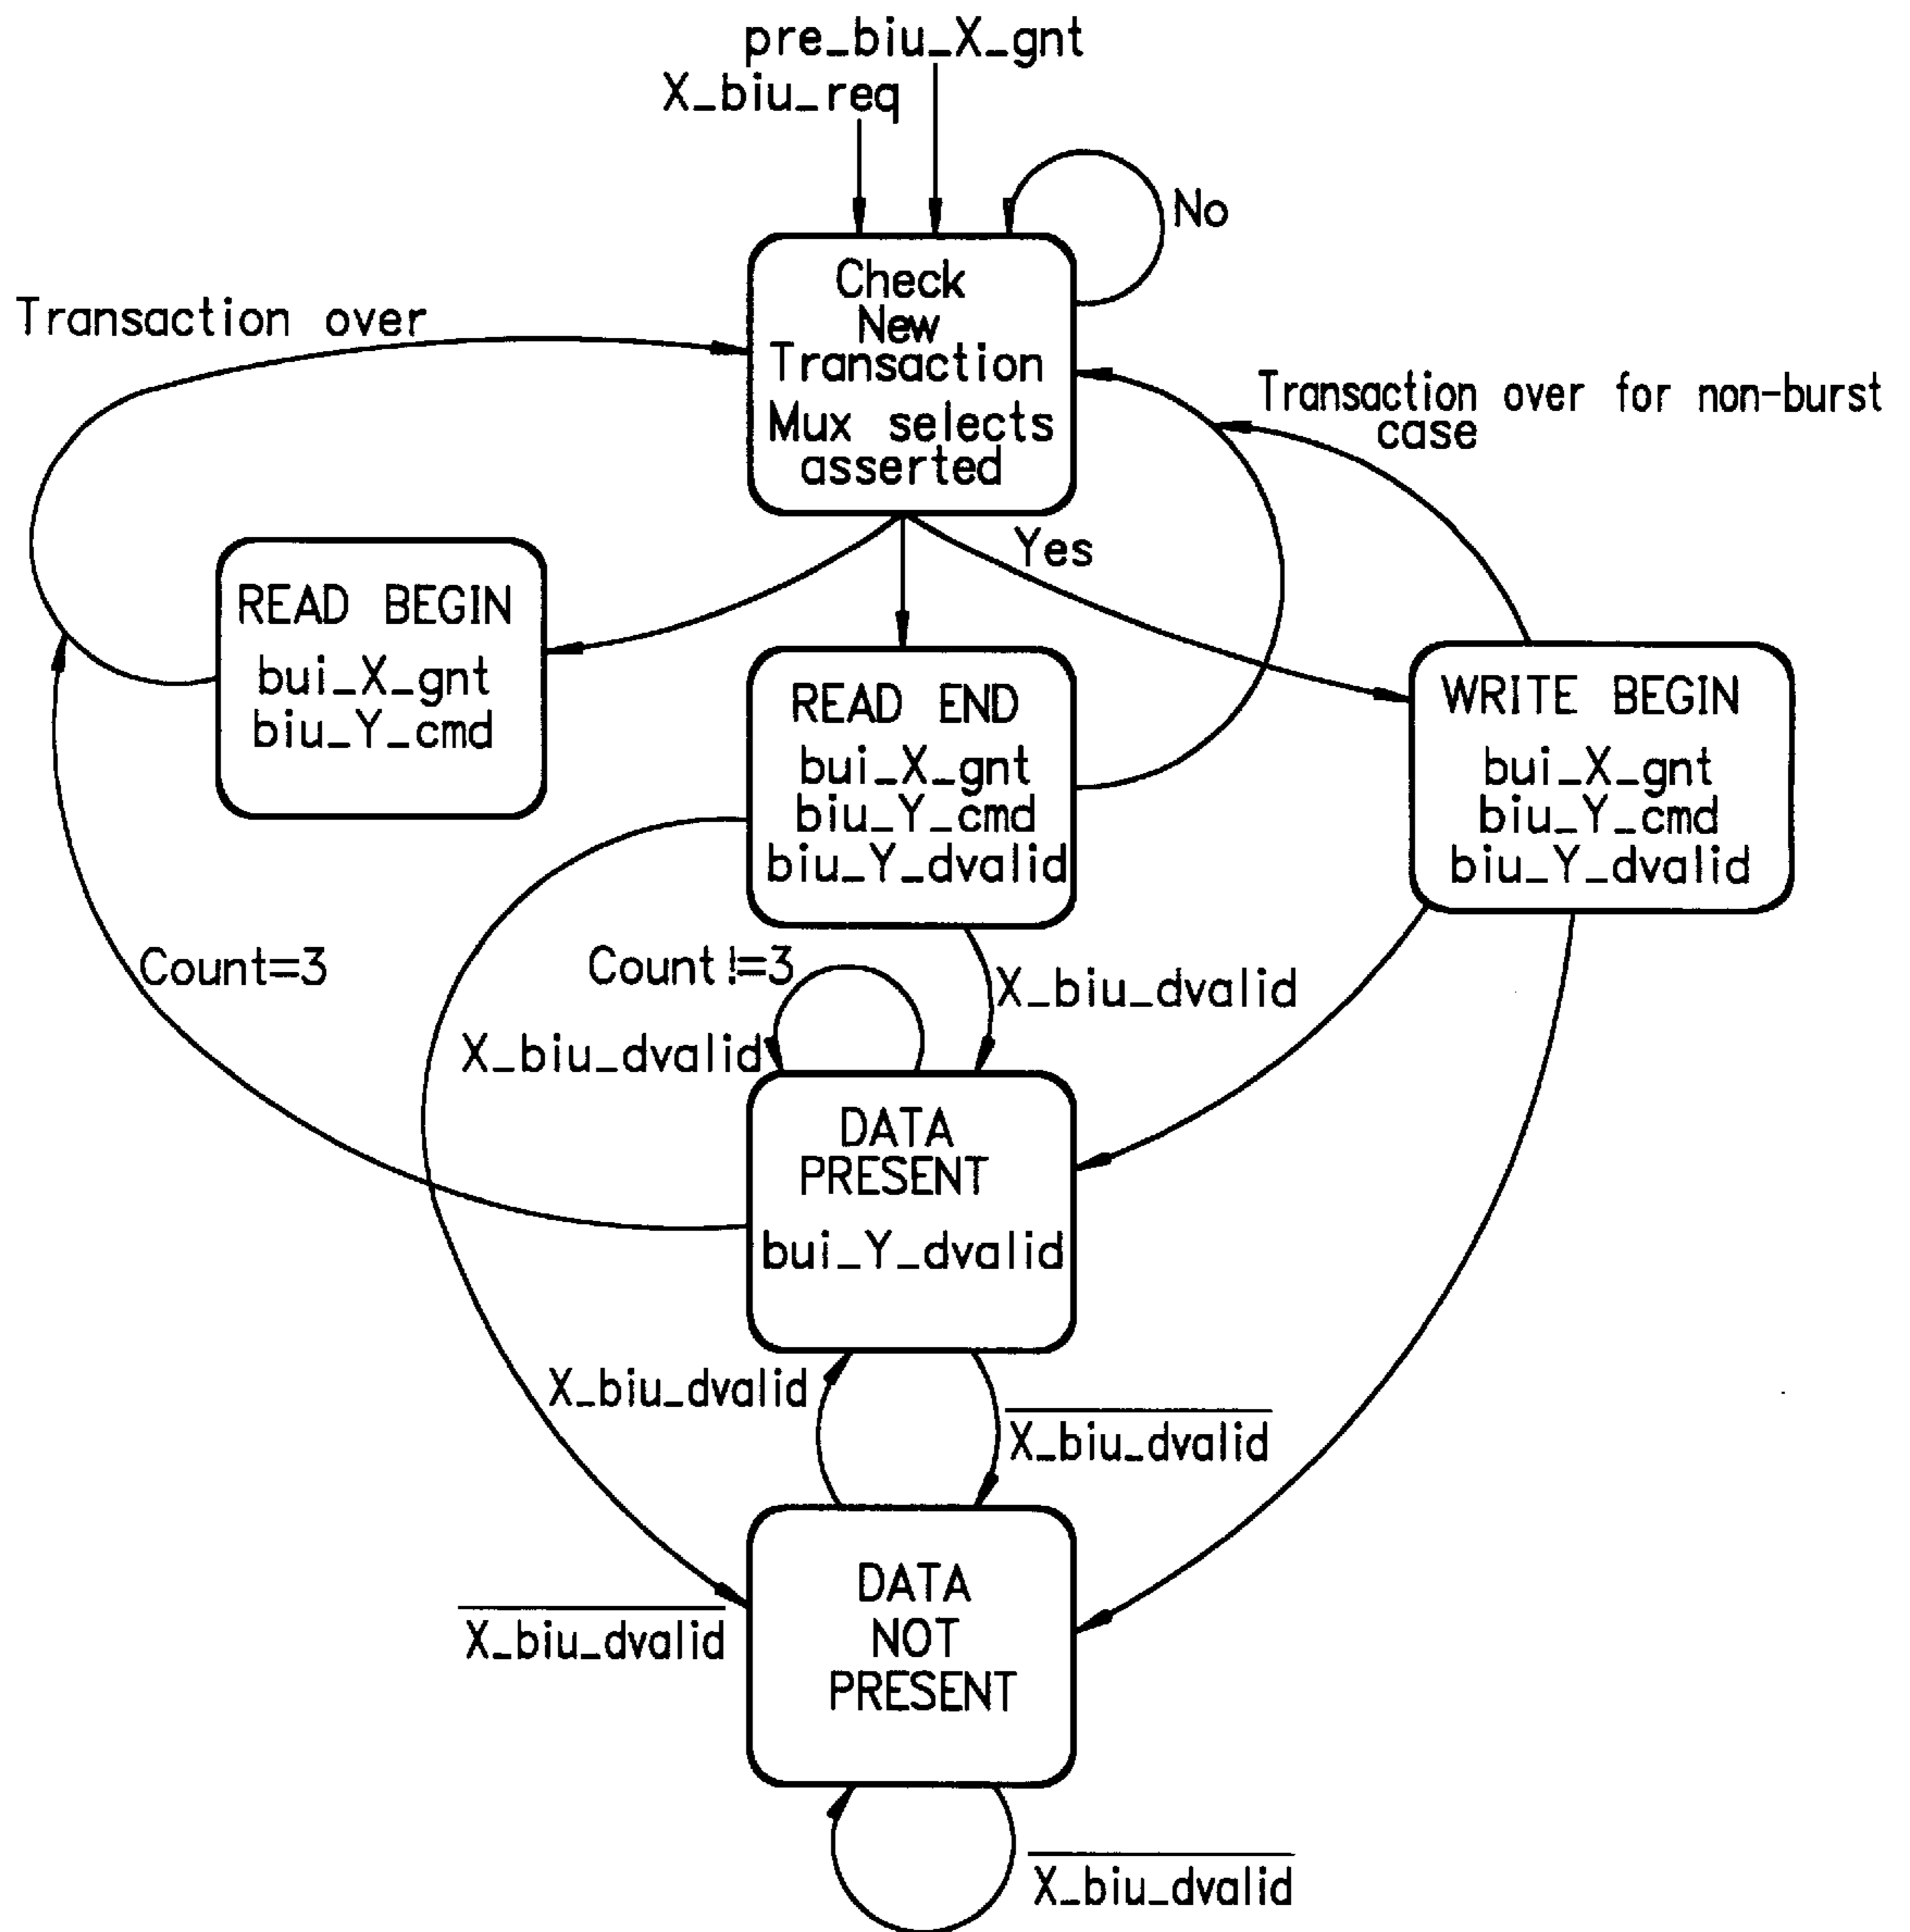 pre_biu_X_gnt
X_biu_req
No
Check
New
Transaction
Mux selects
asserted
Transaction over
Transaction over for non-burst
case
Yes
READ BEGIN
bui_X_gnt
biu_Y_cmd
READ END
bui_X_gnt
biu_Y_cmd
biu_Y_dvalid
WRITE BEGIN
bui_X_gnt
biu_Y_cmd
biu_Y_dvalid
Count=3
Count!=3
X_biu_dvalid
X_biu_dvalid
DATA
PRESENT
bui_Y_dvalid
X_biu_dvalid
X_biu_dvalid
DATA
NOT
PRESENT
X_biu_dvalid
X_biu_dvalid